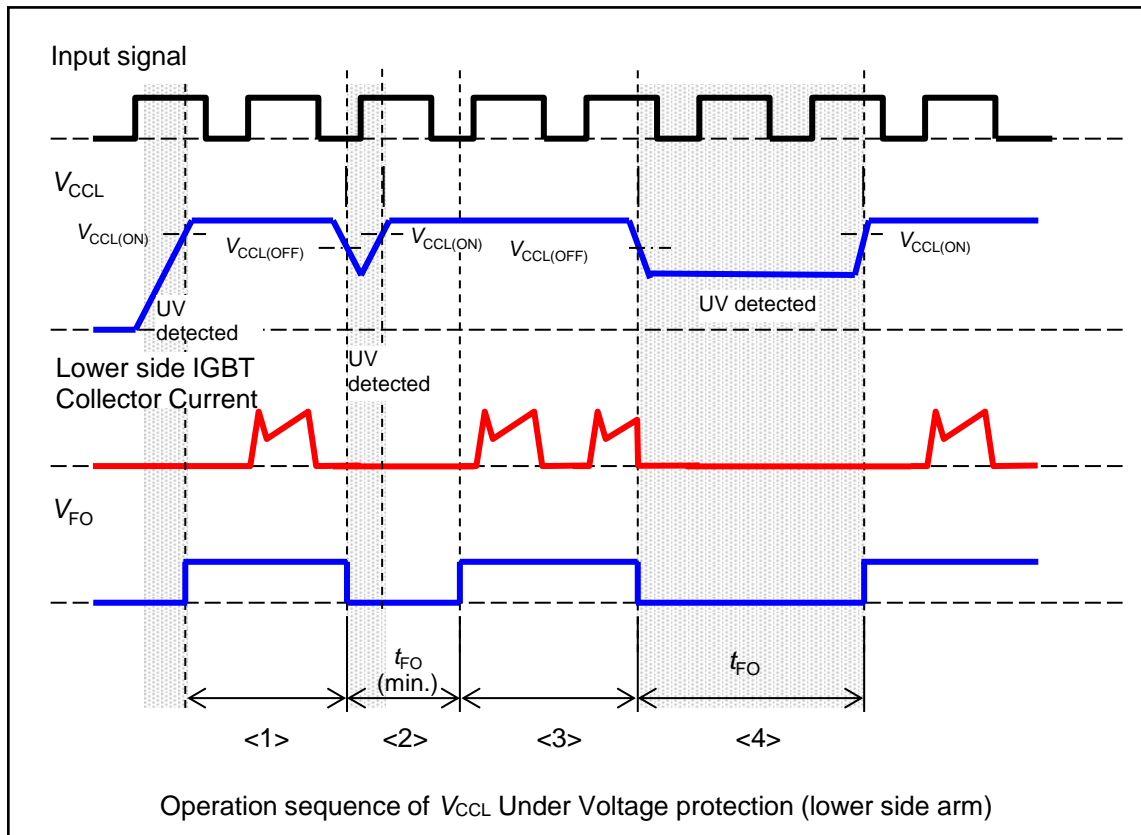 Input signal
VCCL
VCCL(ON)
VCCL(OFF)
VCCL(ON)
VCCL(OFF)
VCCL(ON)
UV
detected
UV
detected
UV detected
Lower side IGBT
Collector Current
VFO
tFO
(min.)
tFO
<1>
<2>
<3>
<4>
Operation sequence of VCCL Under Voltage protection (lower side arm)